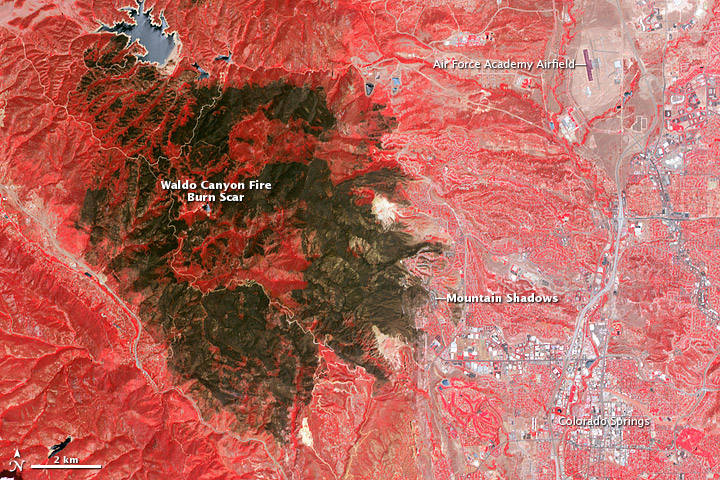 Air Force Academy Airfield
Waldo Canyon Fire
Burn Scar
Mountain Shadows
Colorado Springs
N
2 km